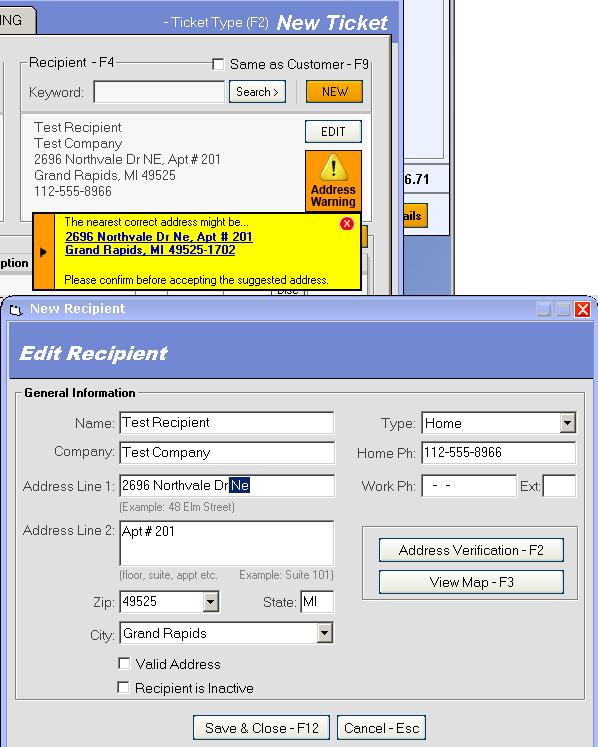 NG
- Ticket Type (F2) New Ticket
Recipient - F4
Same as Customer - F9
Keyword:
Search >
NEW
Test Recipient
Test Company
2696 Northvale Dr NE, Apt # 201
Grand Rapids, MI 49525
112-555-8966
EDIT
Address
Warning
6.71
ails
The nearest correct address might be...
2696 Northvale Dr Ne, Apt # 201
Grand Rapids, MI 49525-1702
Please confirm before accepting the suggested address.
ption
Disc
New Recipient
Edit Recipient
General Information
Name: Test Recipient
Type: Home
Company: Test Company
Home Ph: 112-555-8966
Address Line 1: 2696 Northvale Dr Ne
Work Ph: - -
Ext:
(Example: 48 Elm Street)
Address Line 2: Apt # 201
(floor, suite, appt etc. Example: Suite 101)
Address Verification - F2
View Map - F3
Zip: 49525
State: MI
City: Grand Rapids
Valid Address
Recipient is Inactive
Save & Close - F12
Cancel - Esc